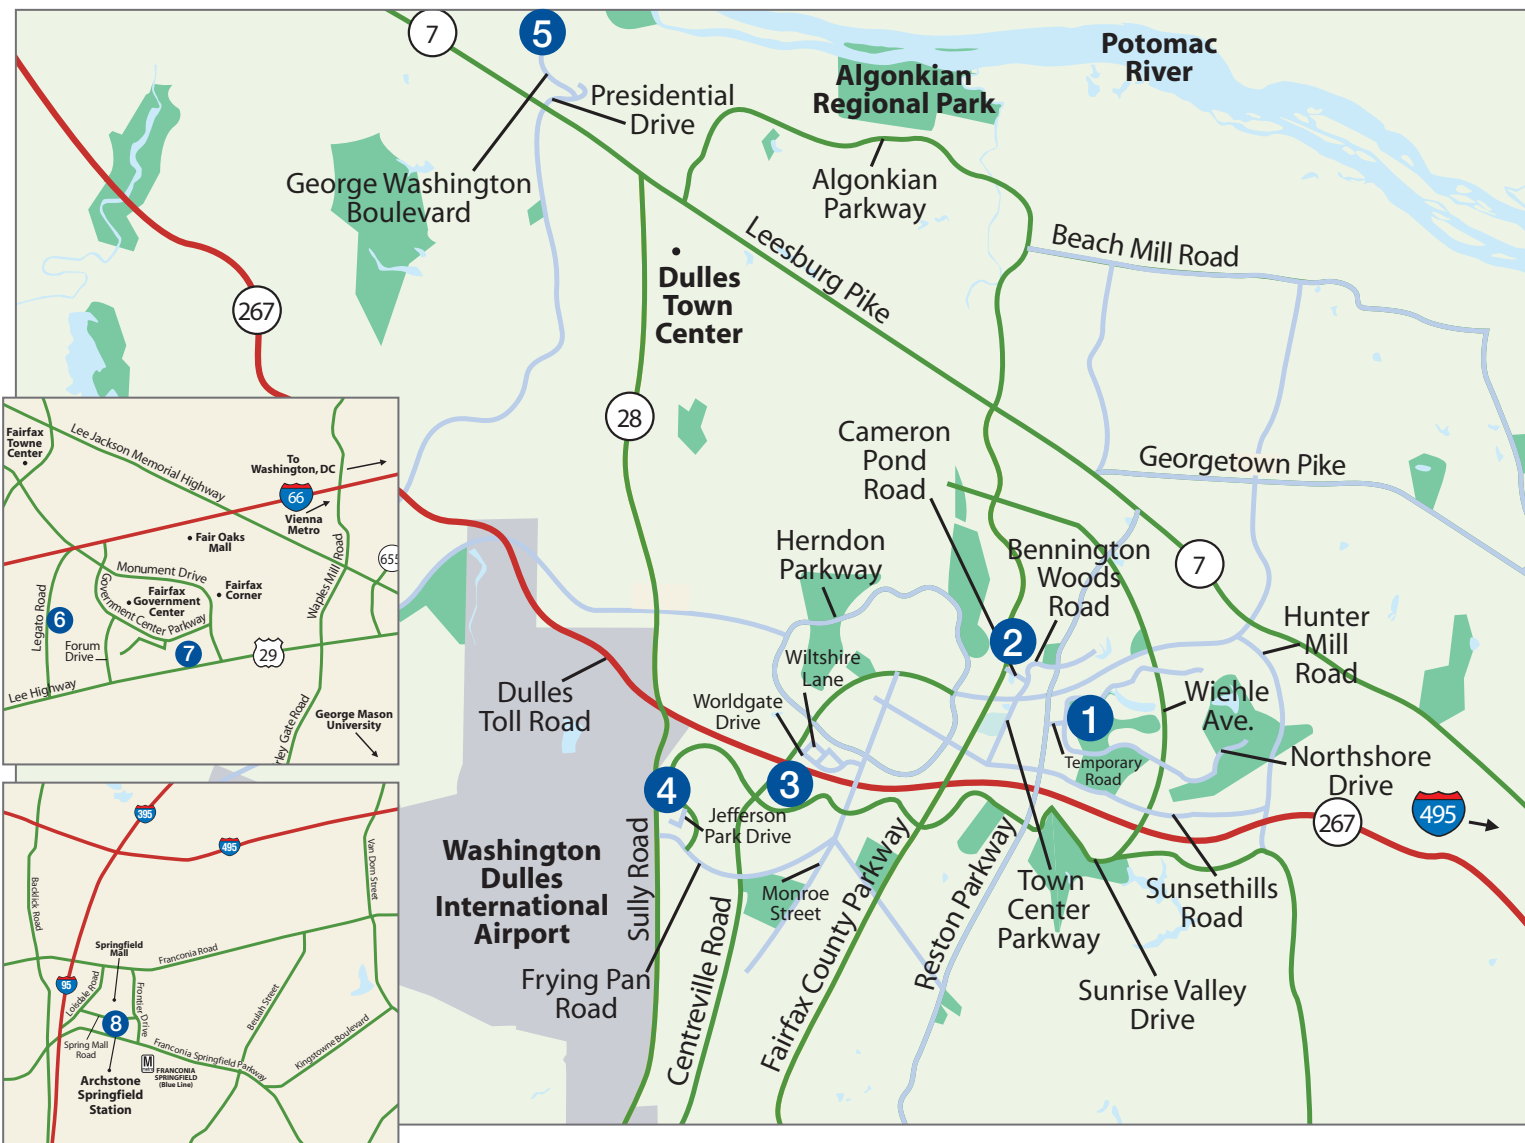 7
5
Potomac
River
Algonkian
Regional Park
Presidential
Drive
George Washington
Boulevard
Algonkian
Parkway
Leesburg Pike
Beach Mill Road
Dulles
Town
Center
267
28
Cameron
Pond
Road
Georgetown Pike
Herndon
Parkway
Bennington
Woods
Road
7
2
Hunter
Mill
Road
Wiltshire
Lane
Worldgate
Drive
Dulles
Toll Road
1
Wiehle
Ave.
Temporary
Road
Northshore
Drive
4
3
Jefferson
Park Drive
267
495
Washington
Dulles
International
Airport
Sully Road
Monroe
Street
Town
Center
Parkway
Sunsethills
Road
Frying Pan
Road
Centreville Road
Fairfax County Parkway
Reston Parkway
Sunrise Valley
Drive
Fairfax
Towne
Center
Lee Jackson Memorial Highway
To
Washington, DC
66
Vienna
Metro
Fair Oaks
Mall
655
Monument Drive
Fairfax
Corner
Waples Mill Road
Fairfax
Government
Center
Government Center Parkway
Legato Road
6
Forum
Drive
7
29
Lee Highway
George Mason
University
rley Gate Road
395
495
Van Dorn Street
Backlick Road
Springfield
Mall
Franconia Road
95
Loisdale Road
Frontier Drive
Beulah Street
8
Spring Mall
Road
Franconia Springfield Parkway
Kingstowne Boulevard
M
FRANCONIA
SPRINGFIELD
(Blue Line)
Archstone
Springfield
Station